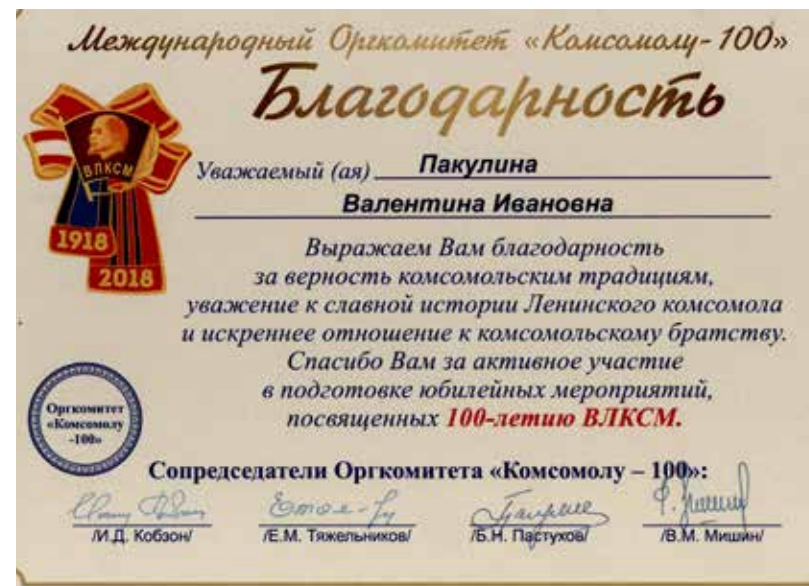 Международный Оргкомитет «Комсомолу-100»
Благодарность
ВЛКСМ
1918
2018
Уважаемый (ая) Пакулина
Валентина Ивановна
Выражаем Вам благодарность
за верность комсомольским традициям,
уважение к славной истории Ленинского комсомола
и искреннее отношение к комсомольскому братству.
Спасибо Вам за активное участие
в подготовке юбилейных мероприятий,
посвященных 100-летию ВЛКСМ.
Оргкомитет
«Комсомолу
-100»
Сопредседатели Оргкомитета «Комсомолу – 100»:
/И.Д. Кобзон/ /Е.М. Тяжельников/ /Б.Н. Пастухов/ /В.М. Мишин/